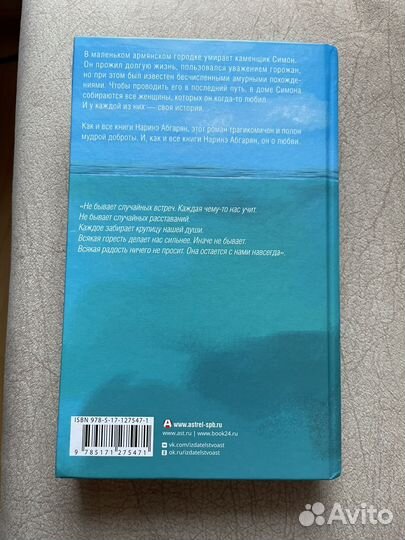 В маленьком армянском городке умирает каменщик Симон.
Он прожил долгую жизнь, пользовался уважением горожан,
но при этом был известен бесчисленными амурными похожде-
ниями. Чтобы проводить его в последний путь, в доме Симона
собираются все женщины, которых он когда-то любил.
И у каждой из них — своя история...
Как и все книги Наринэ Абгарян, этот роман трагикомичен и полон
мудрой доброты. И, как и все книги Наринэ Абгарян, он о любви.
«Не бывает случайных встреч. Каждая чему-то нас учит.
Не бывает случайных расставаний.
Каждое забирает крупицу нашей души.
Всякая горесть делает нас сильнее. Иначе не бывает.
Всякая радость ничего не просит. Она остается с нами навсегда».
ISBN 978-5-17-127547-1
9 785171 275471
www.astrel-spb.ru
www.ast.ru | www.book24.ru
vk.com/izdatelstvoast
ok.ru/izdatelstvoast
Avito